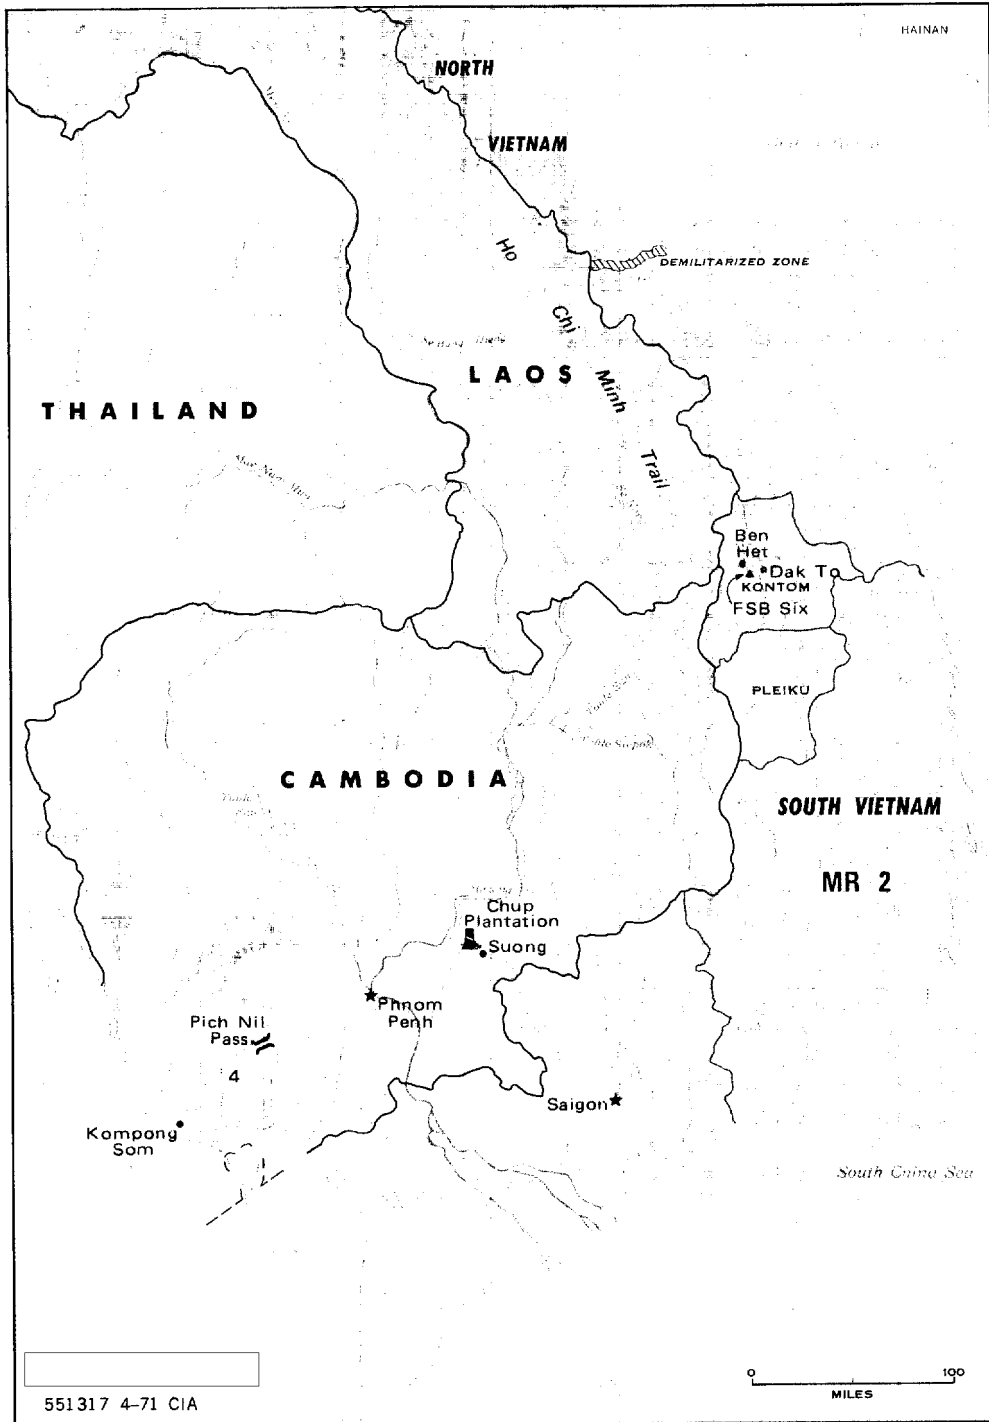 HAINAN
NORTH
VIETNAM
Ho
Chi
Minh
Trail
DEMILITARIZED ZONE
LAOS
THAILAND
Ben
Het
Dak To
KONTOM
FSB Six
PLEIKU
CAMBODIA
SOUTH VIETNAM
MR 2
Chup
Plantation
Suong
Phnom
Penh
Pich Nil
Pass
4
Saigon
Kompong
Som
South China Sea
0 100
MILES
551317 4-71 CIA